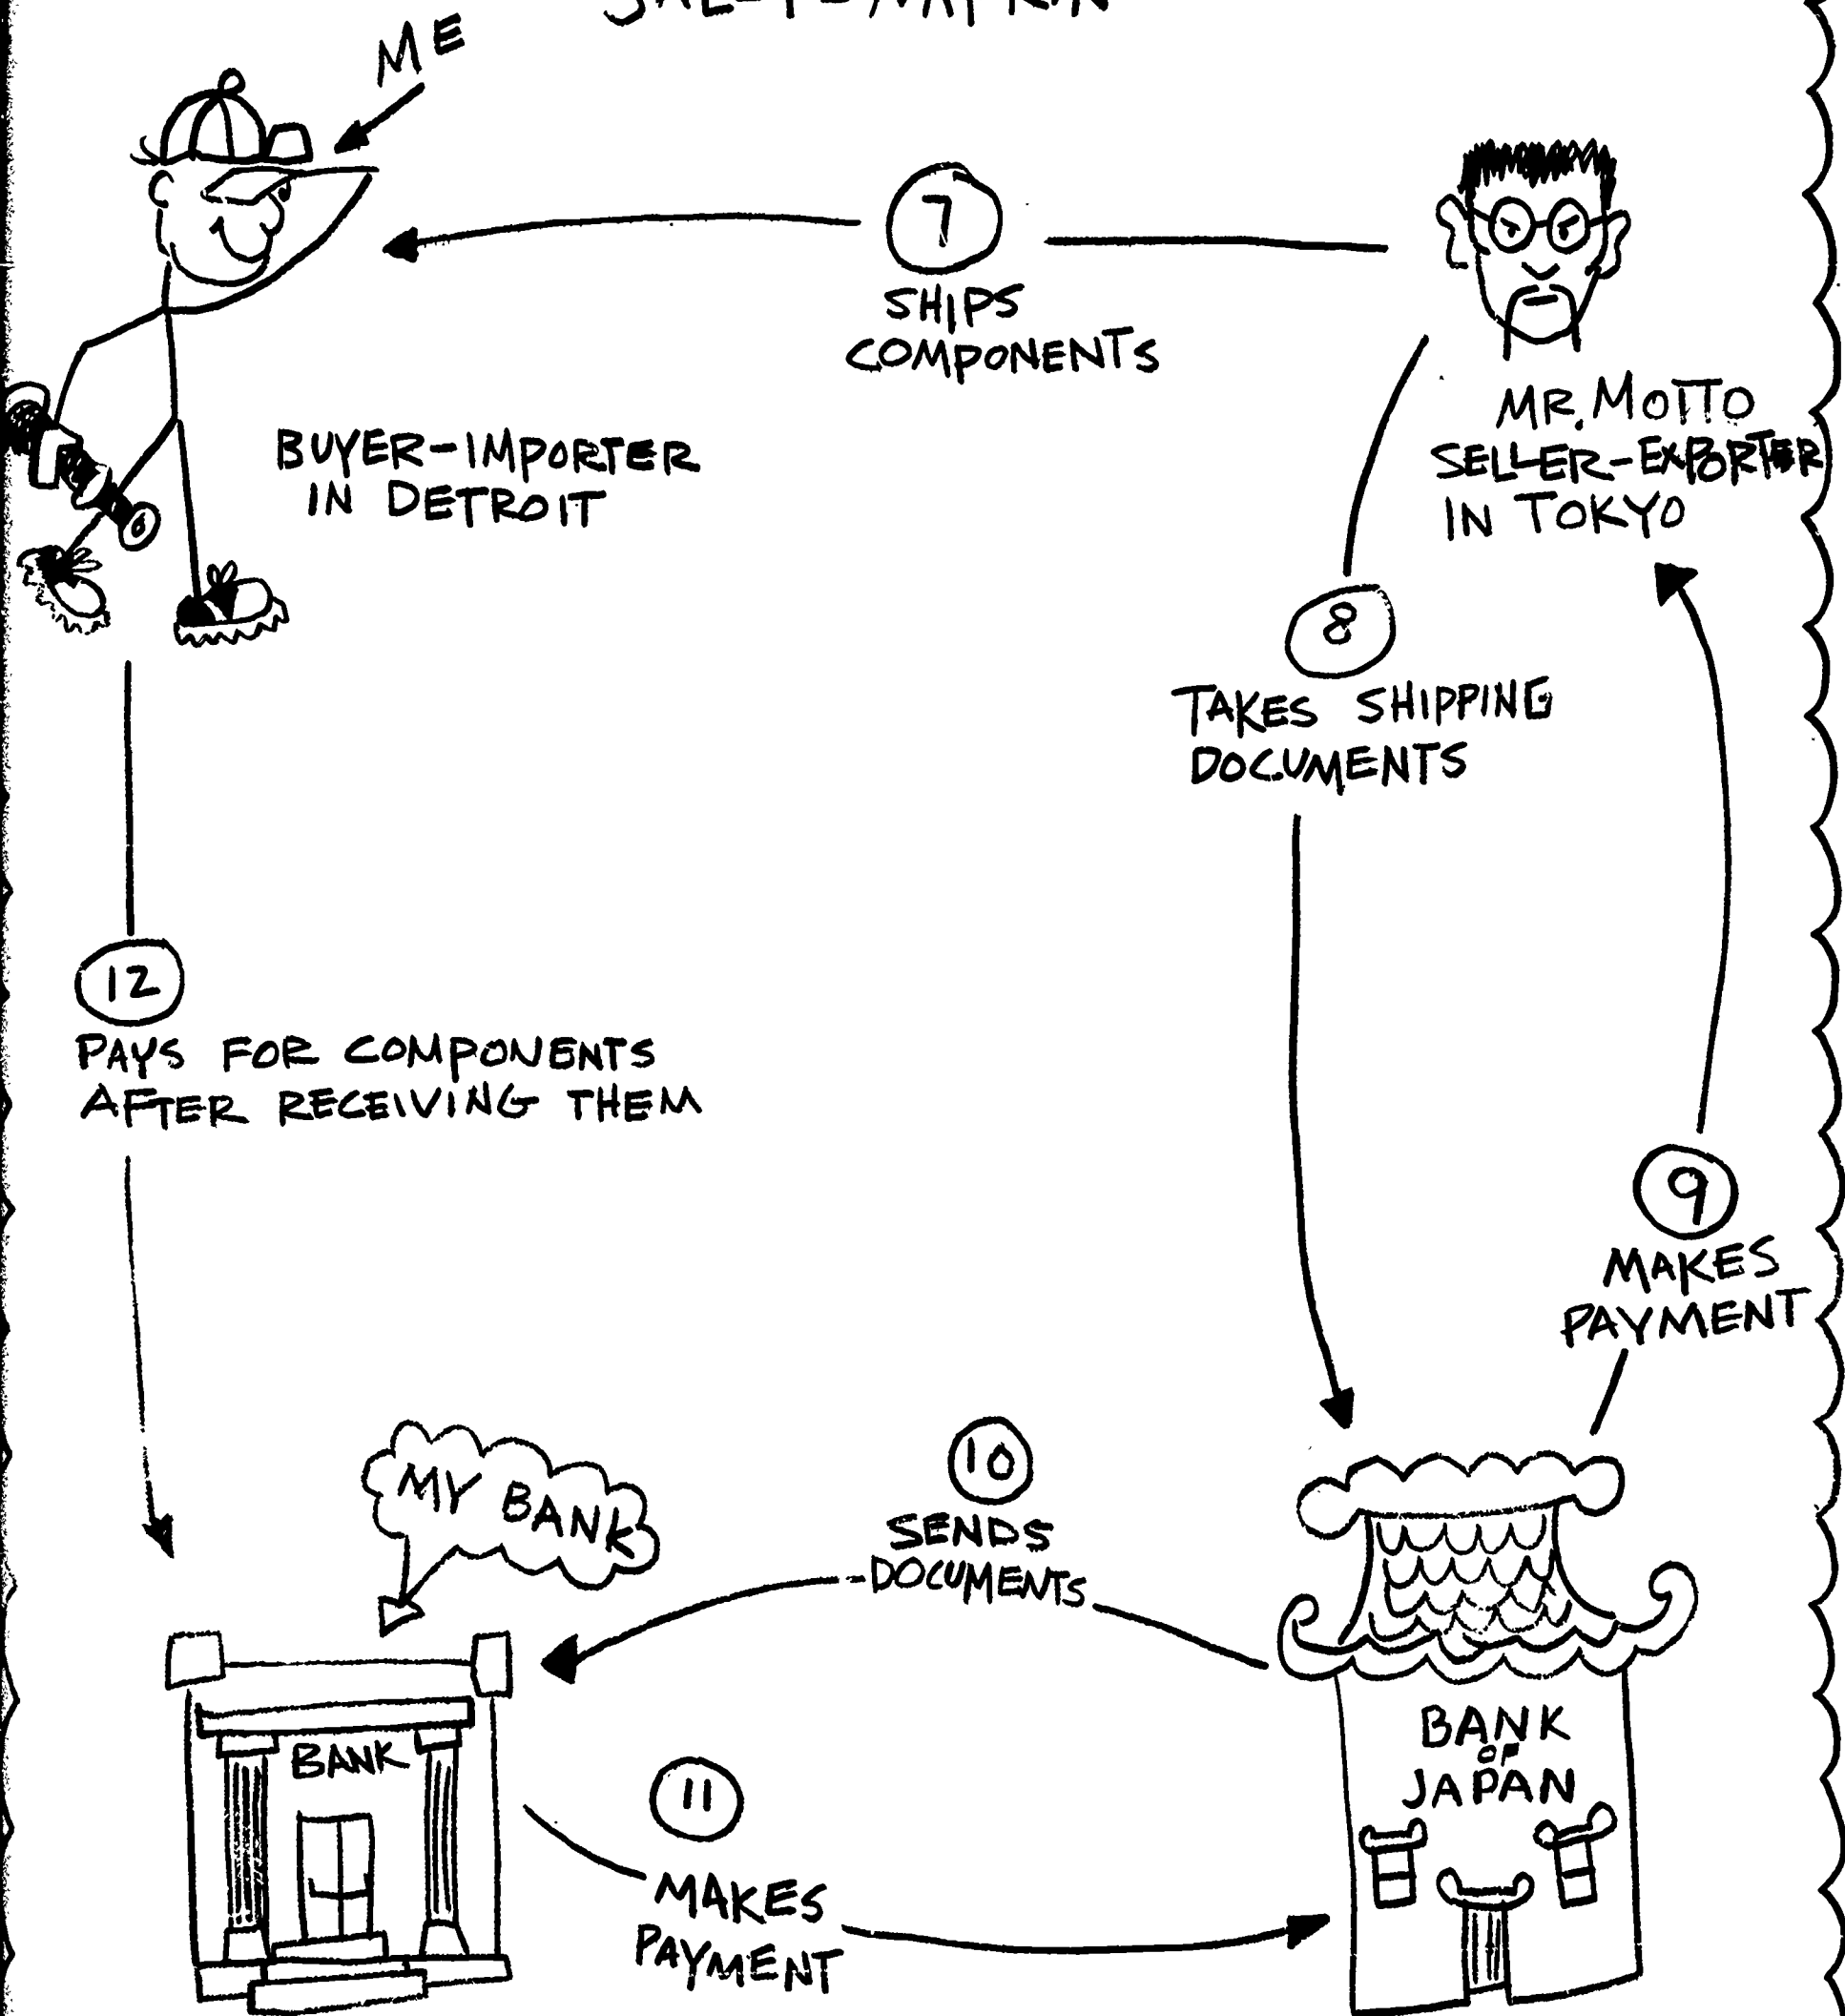 ME
7
SHIPS
COMPONENTS
MR. MOTTO
SELLER-EXPORTER
IN TOKYO
BUYER-IMPORTER
IN DETROIT
6
8
TAKES SHIPPING
DOCUMENTS
12
PAYS FOR COMPONENTS
AFTER RECEIVING THEM
9
MAKES
PAYMENT
MY BANK
10
SENDS
DOCUMENTS
BANK
OF
JAPAN
BANK
11
MAKES
PAYMENT